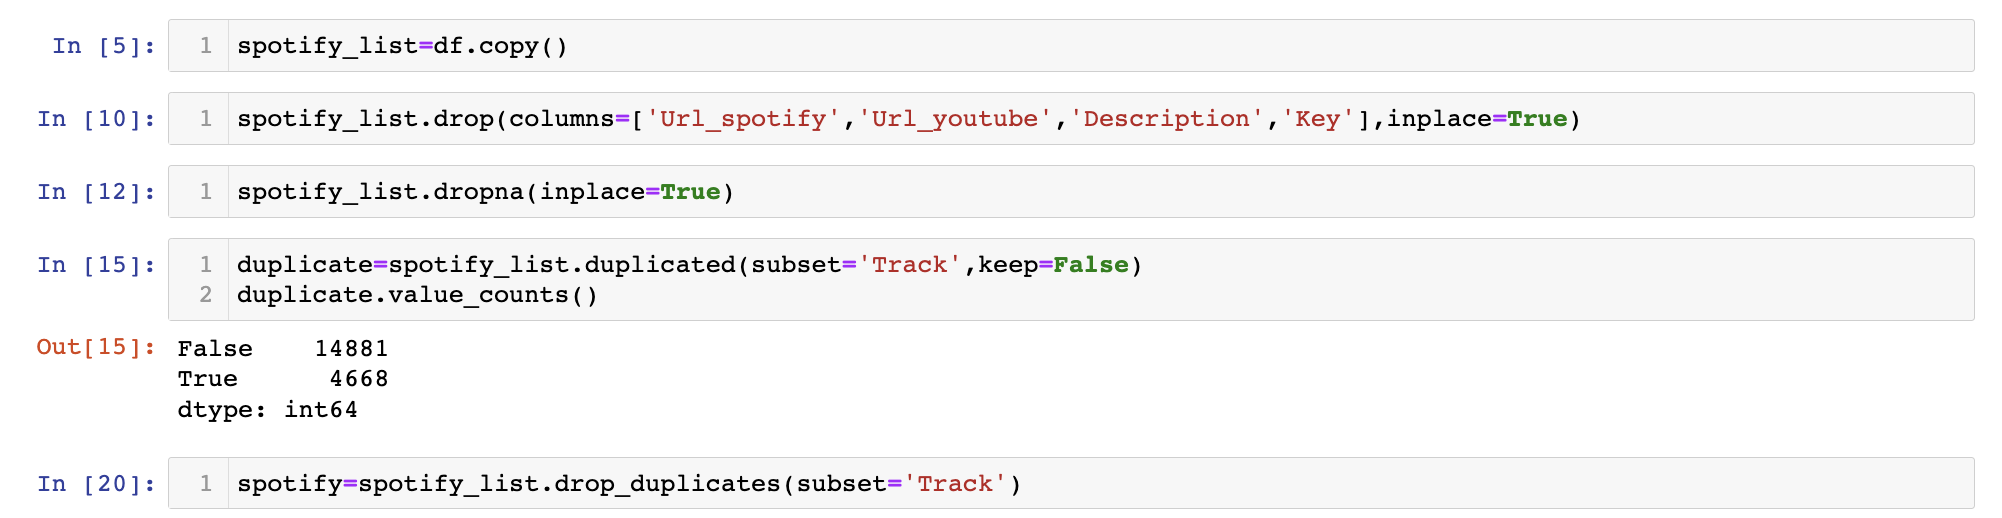 In [5]: 1 spotify_list=df.copy()
In [10]: 1 spotify_list.drop(columns=['Url_spotify','Url_youtube','Description','Key'],inplace=True)
In [12]: 1 spotify_list.dropna(inplace=True)
In [15]: 1 duplicate=spotify_list.duplicated(subset='Track',keep=False)
2 duplicate.value_counts()
Out[15]: False    14881
True      4668
dtype: int64
In [20]: 1 spotify=spotify_list.drop_duplicates(subset='Track')